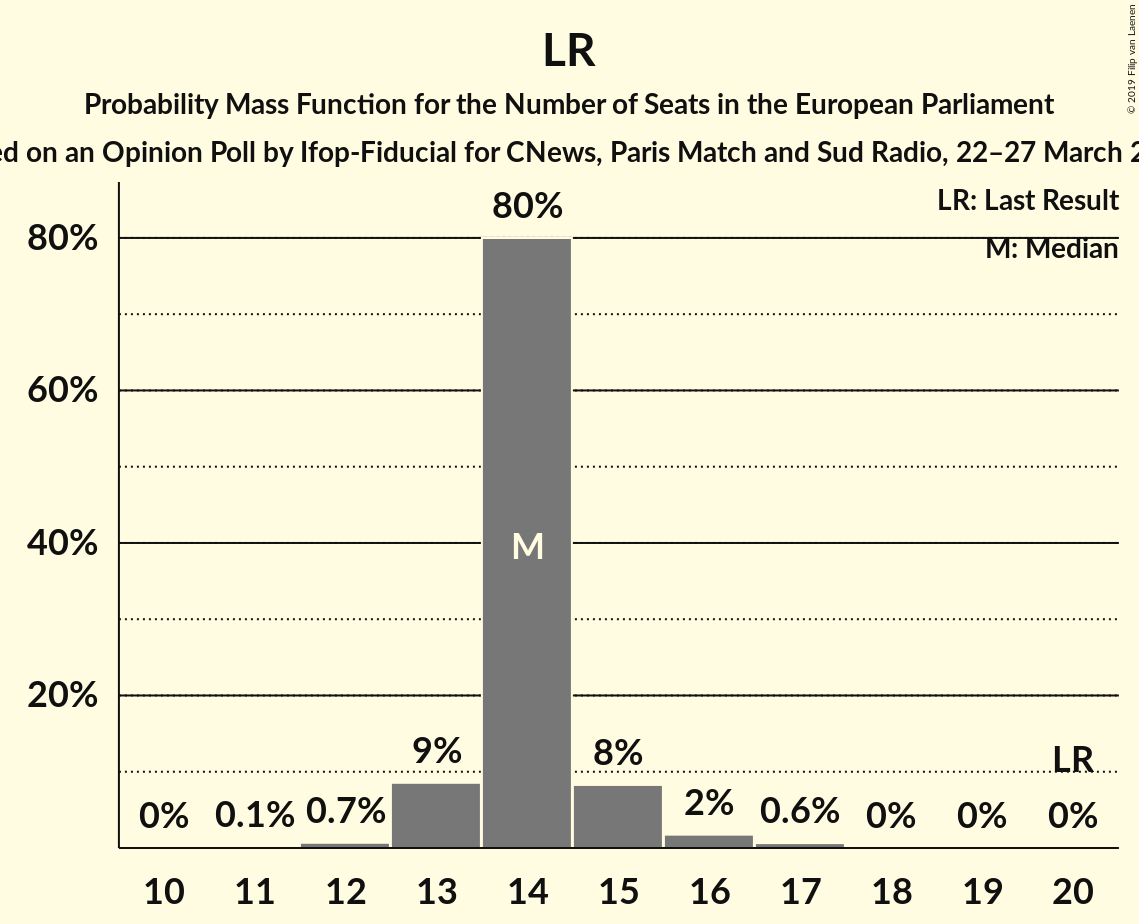 LR
Probability Mass Function for the Number of Seats in the European Parliament
ed on an Opinion Poll by Ifop-Fiducial for CNews, Paris Match and Sud Radio, 22–27 March 2
© 2019 Filip van Laenen
LR: Last Result
M: Median
80%
80%
60%
40%
M
20%
9%
8%
LR
0%
0.1%
0.7%
2%
0.6%
0%
0%
0%
10 11 12 13 14 15 16 17 18 19 20